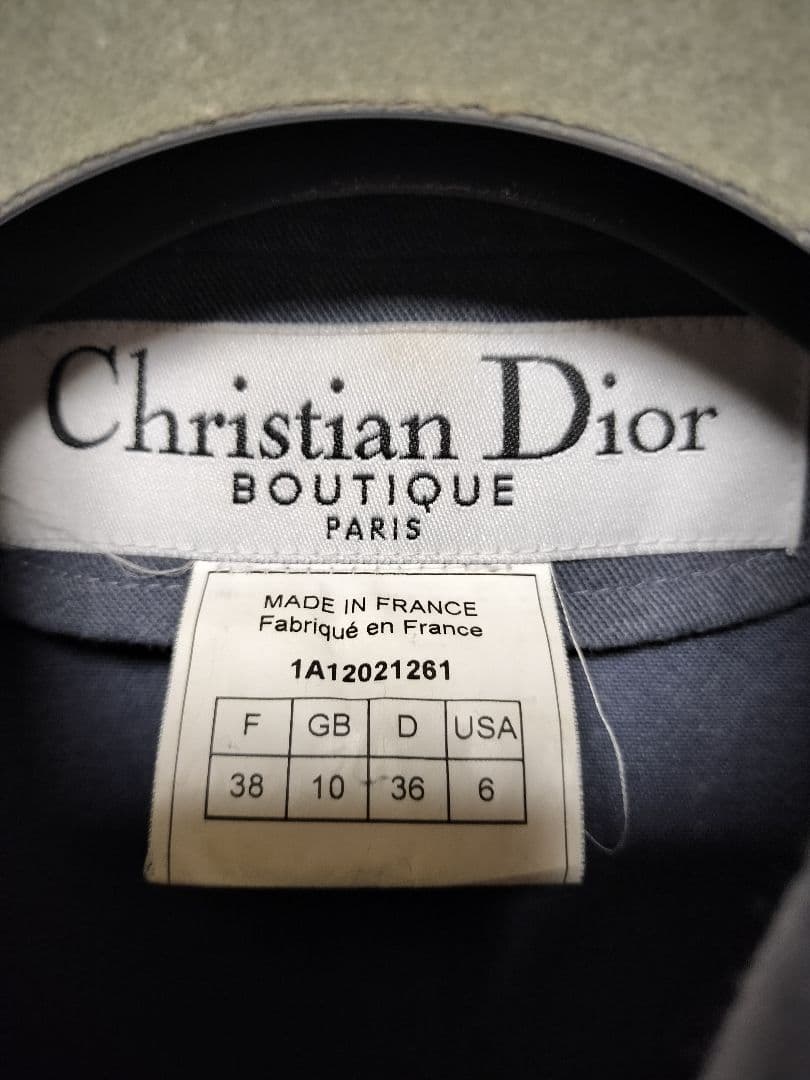 Christian Dior
BOUTIQUE
PARIS
MADE IN FRANCE
Fabriqué en France
1A12021261
F GB D USA
38 10 36 6